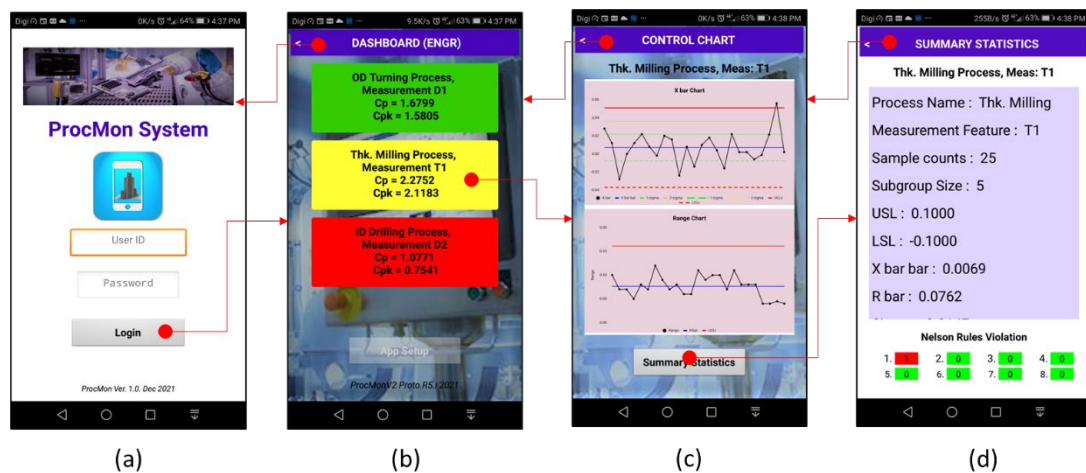 Digi 0K/s 64% 4:37 PM
ProcMon System
User ID
Password
Login
ProcMon Ver. 1.0. Dec 2021
(a)
Digi 9.5K/s 63% 4:37 PM
< DASHBOARD (ENGR)
OD Turning Process,
Measurement D1
Cp = 1.6799
Cpk = 1.5805
Thk. Milling Process,
Measurement T1
Cp = 2.2752
Cpk = 2.1183
ID Drilling Process,
Measurement D2
Cp = 1.0771
Cpk = 0.7541
App Setup
ProcMonV2 Proto.R5.
(b)
Digi 0K/s 63% 4:38 PM
< CONTROL CHART
Thk. Milling Process, Meas: T1
X bar Chart
Range Chart
Range
Summary Statistics
(c)
Digi 255B/s 63% 4:38 PM
< SUMMARY STATISTICS
Thk. Milling Process, Meas: T1
Process Name : Thk. Milling
Measurement Feature : T1
Sample counts : 25
Subgroup Size : 5
USL : 0.1000
LSL : -0.1000
X bar bar : 0.0069
R bar : 0.0762
Nelson Rules Violation
1. 1 2. 0 3. 0 4. 0
5. 0 6. 0 7. 0 8. 0
(d)